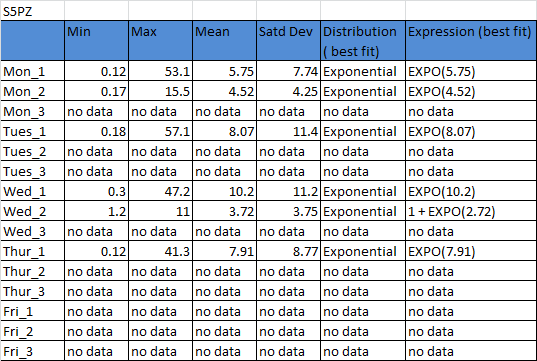 S5PZ
Min Max Mean Satd Dev Distribution ( best fit) Expression (best fit)
Mon_1 0.12 53.1 5.75 7.74 Exponential EXPO(5.75)
Mon_2 0.17 15.5 4.52 4.25 Exponential EXPO(4.52)
Mon_3 no data no data no data no data no data no data
Tues_1 0.18 57.1 8.07 11.4 Exponential EXPO(8.07)
Tues_2 no data no data no data no data no data no data
Tues_3 no data no data no data no data no data no data
Wed_1 0.3 47.2 10.2 11.2 Exponential EXPO(10.2)
Wed_2 1.2 11 3.72 3.75 Exponential 1 + EXPO(2.72)
Wed_3 no data no data no data no data no data no data
Thur_1 0.12 41.3 7.91 8.77 Exponential EXPO(7.91)
Thur_2 no data no data no data no data no data no data
Thur_3 no data no data no data no data no data no data
Fri_1 no data no data no data no data no data no data
Fri_2 no data no data no data no data no data no data
Fri_3 no data no data no data no data no data no data